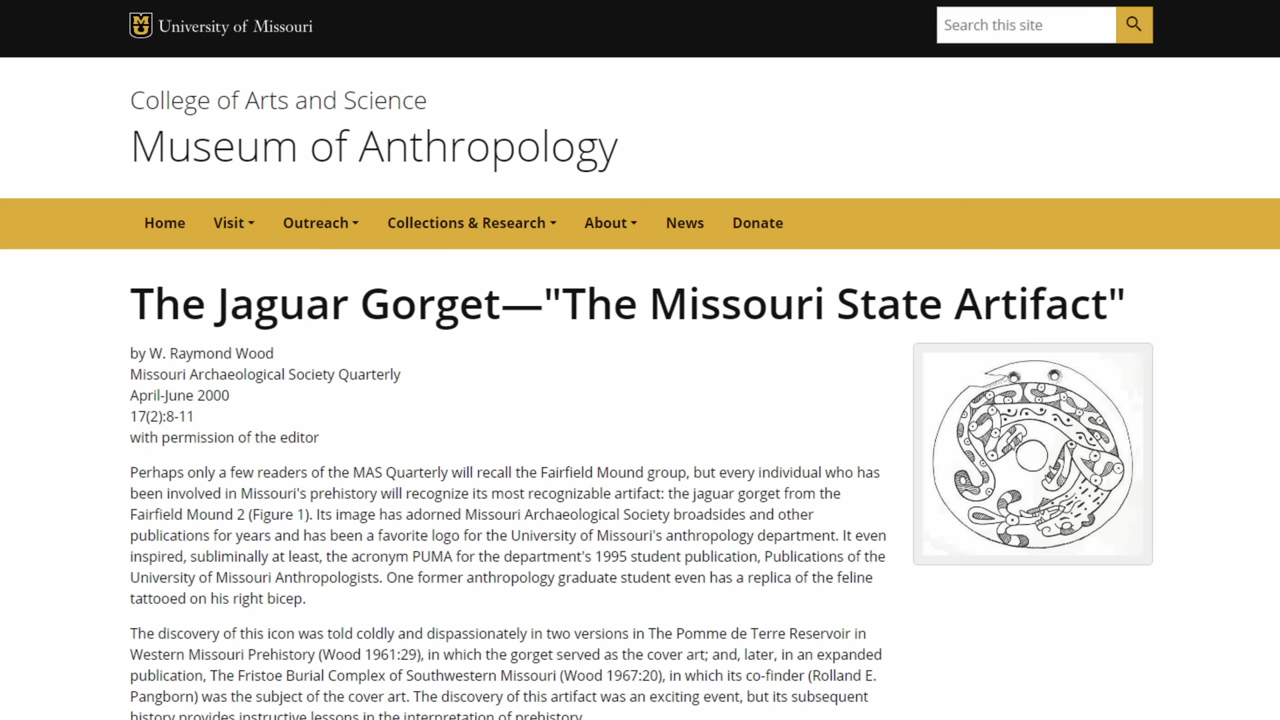 University of Missouri
Search this site
College of Arts and Science
Museum of Anthropology
Home Visit Outreach Collections & Research About News Donate
The Jaguar Gorget—"The Missouri State Artifact"
by W. Raymond Wood
Missouri Archaeological Society Quarterly
April-June 2000
17(2):8-11
with permission of the editor
Perhaps only a few readers of the MAS Quarterly will recall the Fairfield Mound group, but every individual who has
been involved in Missouri's prehistory will recognize its most recognizable artifact: the jaguar gorget from the
Fairfield Mound 2 (Figure 1). Its image has adorned Missouri Archaeological Society broadsides and other
publications for years and has been a favorite logo for the University of Missouri's anthropology department. It even
inspired, subliminally at least, the acronym PUMA for the department's 1995 student publication, Publications of the
University of Missouri Anthropologists. One former anthropology graduate student even has a replica of the feline
tattooed on his right bicep.
The discovery of this icon was told coldly and dispassionately in two versions in The Pomme de Terre Reservoir in
Western Missouri Prehistory (Wood 1961:29), in which the gorget served as the cover art; and, later, in an expanded
publication, The Fristoe Burial Complex of Southwestern Missouri (Wood 1967:20), in which its co-finder (Rolland E.
Pangborn) was the subject of the cover art. The discovery of this artifact was an exciting event, but its subsequent
history provides instructive lessons in the interpretation of prehistory.